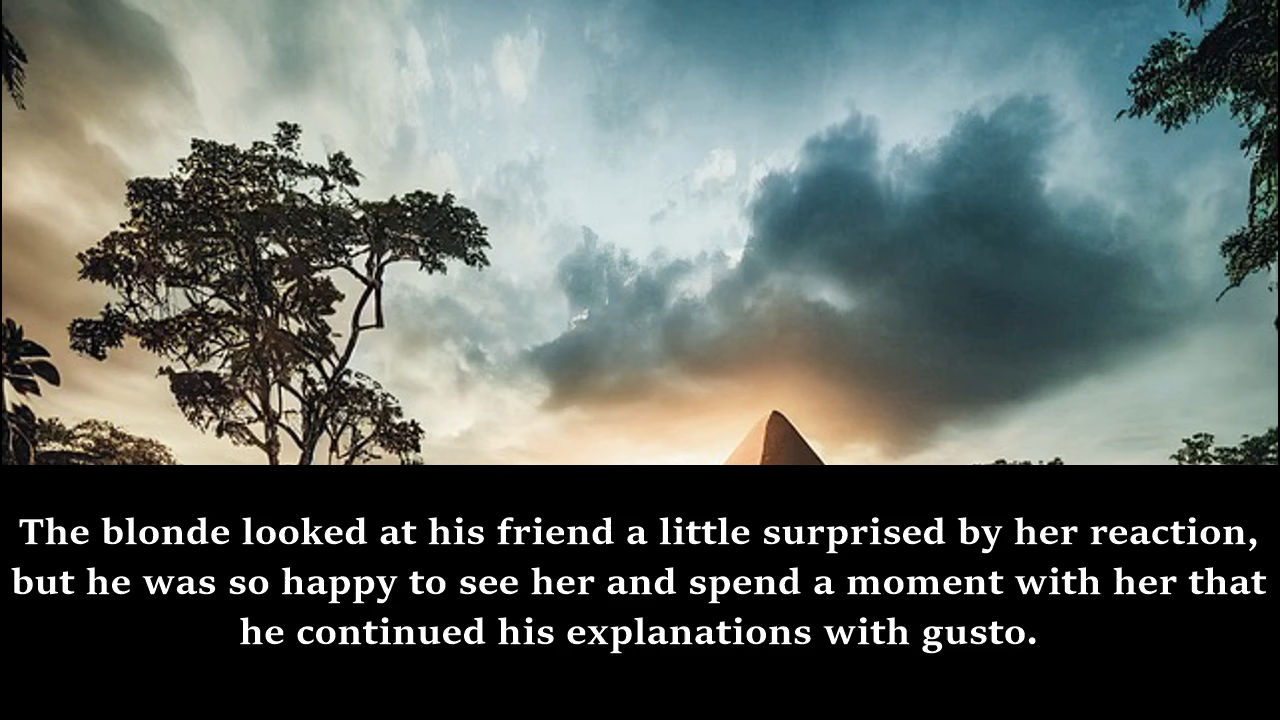 The blonde looked at his friend a little surprised by her reaction,
but he was so happy to see her and spend a moment with her that
he continued his explanations with gusto.